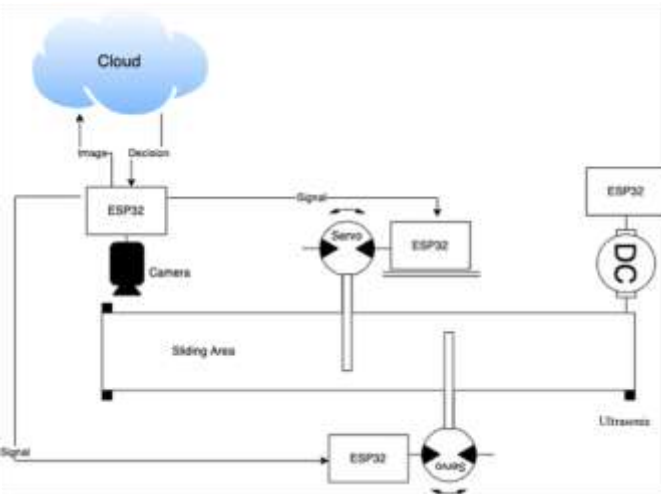 Cloud
Image
Decision
ESP32
Signal
ESP32
Servo
ESP32
DC
Camera
Sliding Area
Ultrasonic
Signal
ESP32
Servo